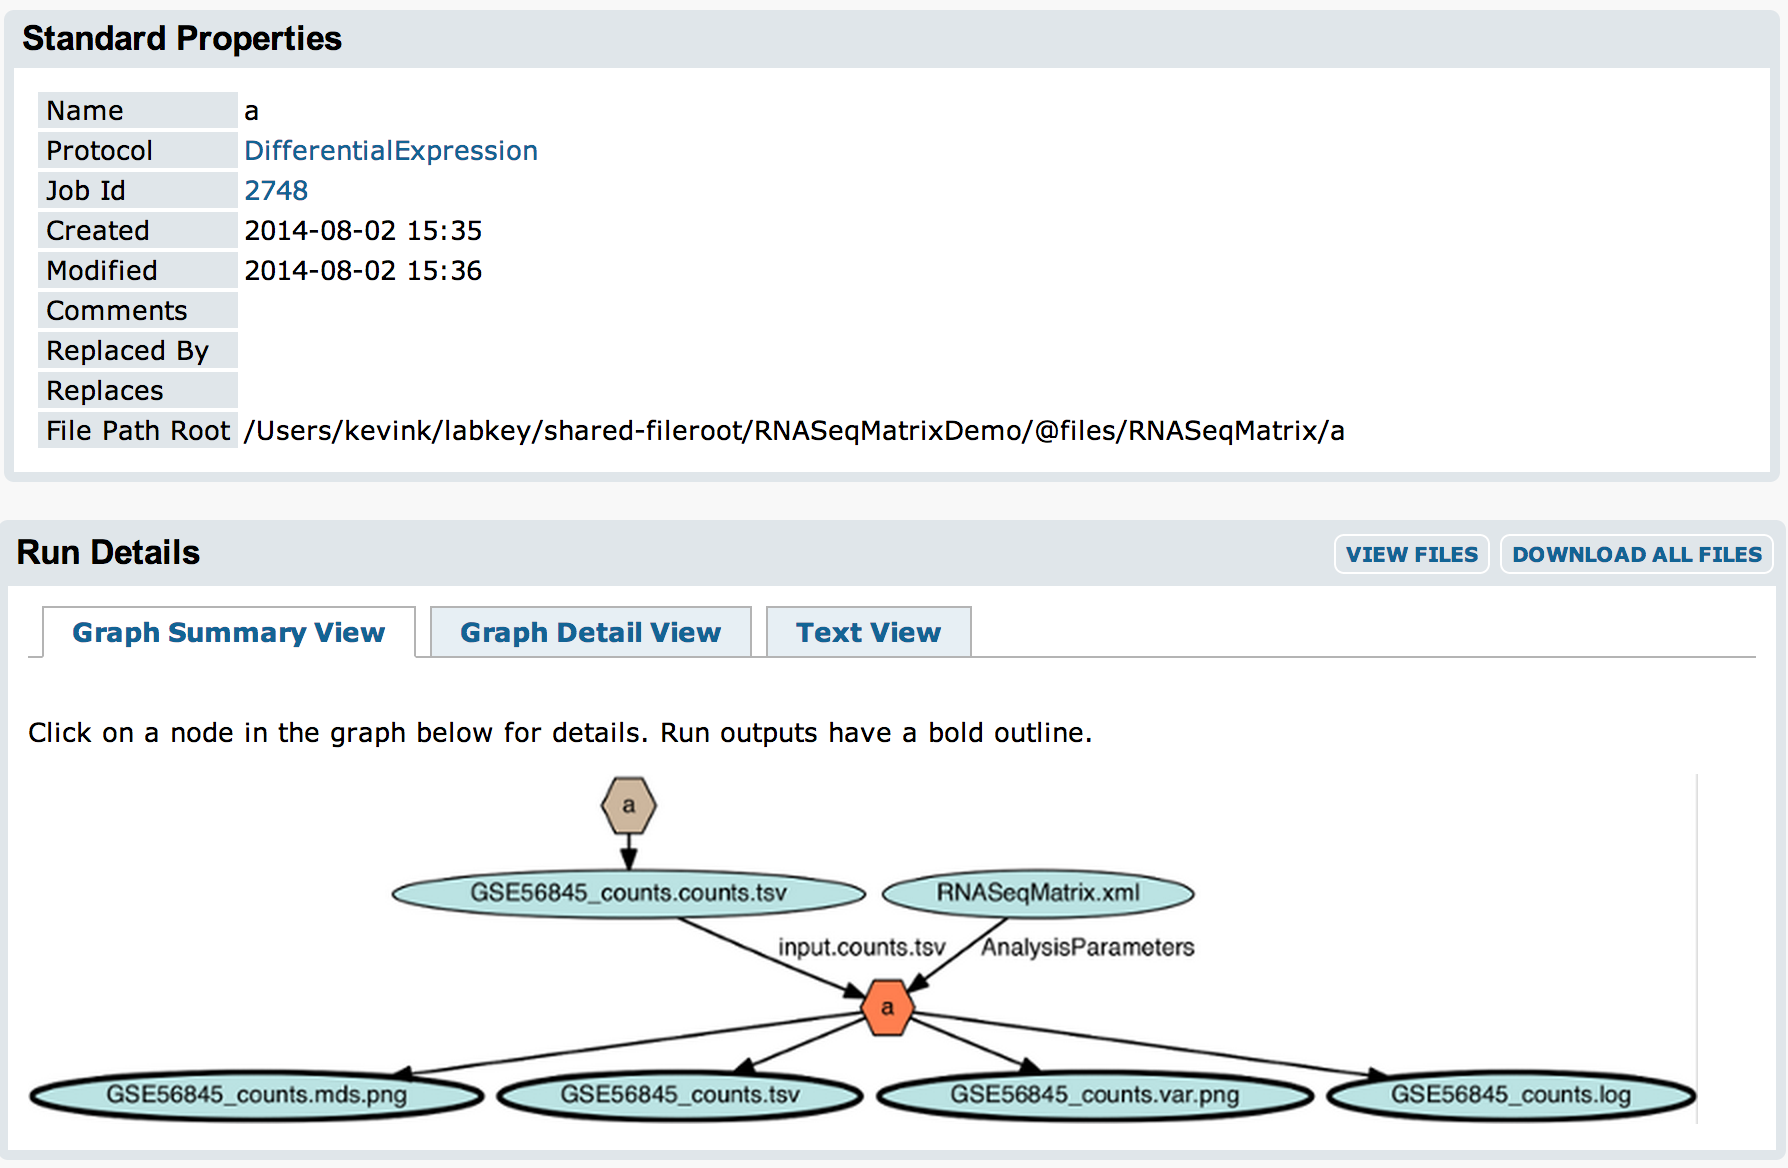 Standard Properties
Name a
Protocol DifferentialExpression
Job Id 2748
Created 2014-08-02 15:35
Modified 2014-08-02 15:36
Comments
Replaced By
Replaces
File Path Root /Users/kevink/labkey/shared-fileroot/RNASeqMatrixDemo/@files/RNASeqMatrix/a
Run Details VIEW FILES DOWNLOAD ALL FILES
Graph Summary View Graph Detail View Text View
Click on a node in the graph below for details. Run outputs have a bold outline.
a
GSE56845_counts.counts.tsv RNASeqMatrix.xml
input.counts.tsv AnalysisParameters
a
GSE56845_counts.mds.png GSE56845_counts.tsv GSE56845_counts.var.png GSE56845_counts.log